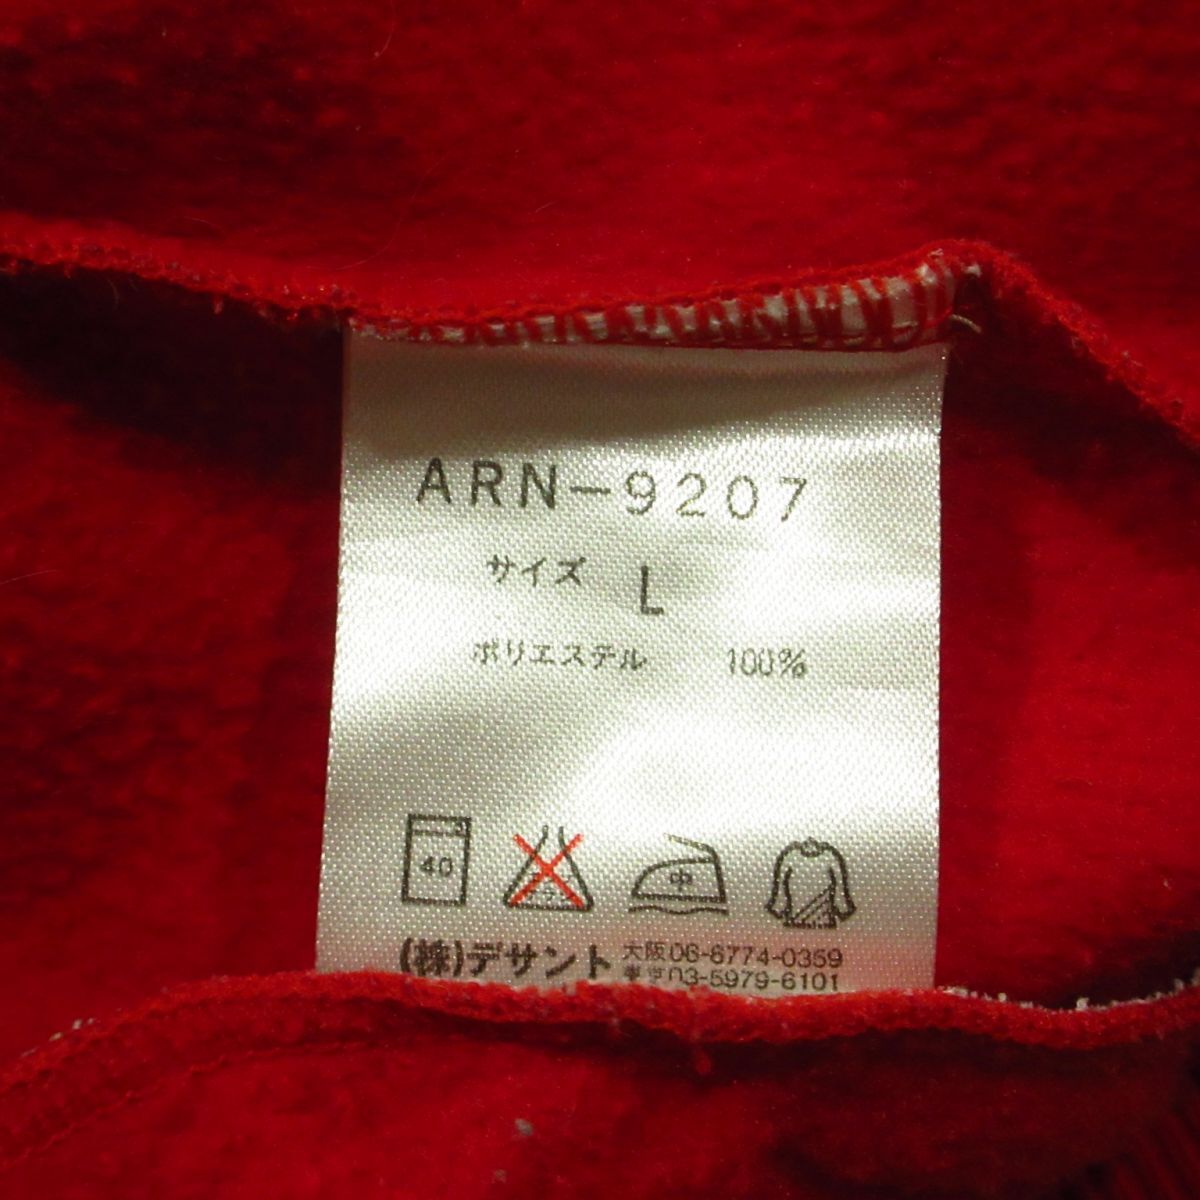 ARN-9207
サイズ L
ポリエステル 100%
40 中
(株)デサント 大阪06-6774-0359
東京03-5979-6101